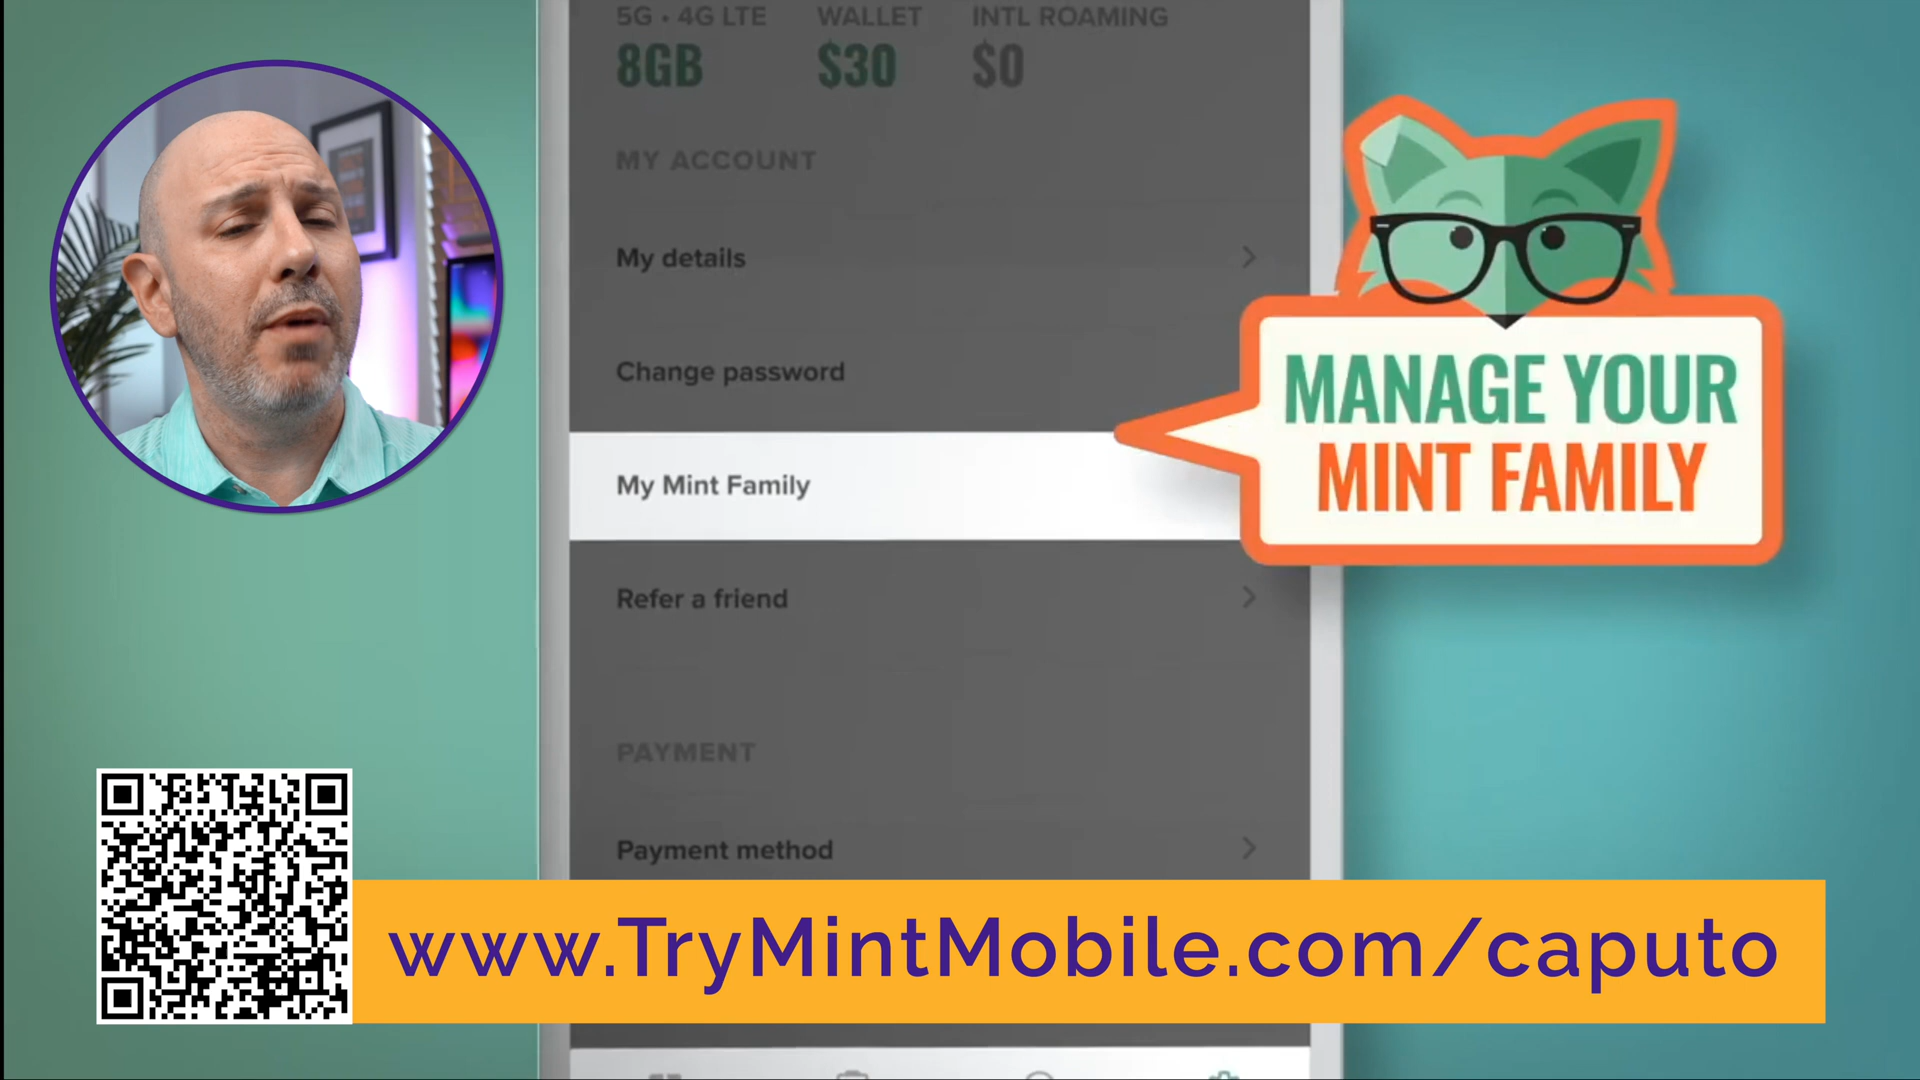 5G • 4G LTE WALLET INTL ROAMING
8GB $30 $0
MY ACCOUNT
My details
Change password
MANAGE YOUR
MINT FAMILY
My Mint Family
Refer a friend
PAYMENT
Payment method
www.TryMintMobile.com/caputo